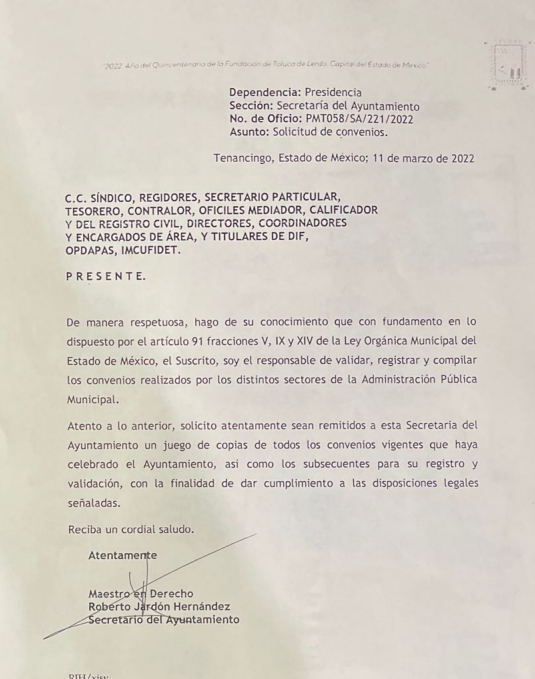 "2022. Año del Quincentenario de la Fundación de Toluca de Lerdo, Capital del Estado de México"
Dependencia: Presidencia
Sección: Secretaría del Ayuntamiento
No. de Oficio: PMT058/SA/221/2022
Asunto: Solicitud de convenios.
Tenancingo, Estado de México; 11 de marzo de 2022
C.C. SÍNDICO, REGIDORES, SECRETARIO PARTICULAR,
TESORERO, CONTRALOR, OFICILES MEDIADOR, CALIFICADOR
Y DEL REGISTRO CIVIL, DIRECTORES, COORDINADORES
Y ENCARGADOS DE ÁREA, Y TITULARES DE DIF,
OPDAPAS, IMCUFIDET.
P R E S E N T E.
De manera respetuosa, hago de su conocimiento que con fundamento en lo
dispuesto por el artículo 91 fracciones V, IX y XIV de la Ley Orgánica Municipal del
Estado de México, el Suscrito, soy el responsable de validar, registrar y compilar
los convenios realizados por los distintos sectores de la Administración Pública
Municipal.
Atento a lo anterior, solicito atentamente sean remitidos a esta Secretaría del
Ayuntamiento un juego de copias de todos los convenios vigentes que haya
celebrado el Ayuntamiento, así como los subsecuentes para su registro y
validación, con la finalidad de dar cumplimiento a las disposiciones legales
señaladas.
Reciba un cordial saludo.
Atentamente
Maestro en Derecho
Roberto Jardón Hernández
Secretario del Ayuntamiento